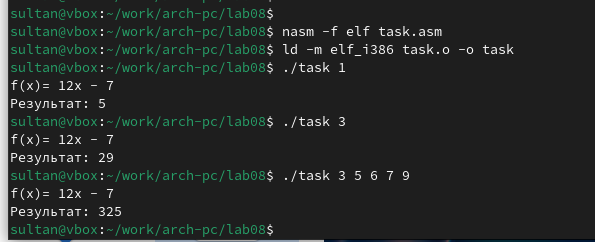 sultan@vbox:~/work/arch-pc/lab08$
sultan@vbox:~/work/arch-pc/lab08$ nasm -f elf task.asm
sultan@vbox:~/work/arch-pc/lab08$ ld -m elf_i386 task.o -o task
sultan@vbox:~/work/arch-pc/lab08$ ./task 1
f(x)= 12x - 7
Результат: 5
sultan@vbox:~/work/arch-pc/lab08$ ./task 3
f(x)= 12x - 7
Результат: 29
sultan@vbox:~/work/arch-pc/lab08$ ./task 3 5 6 7 9
f(x)= 12x - 7
Результат: 325
sultan@vbox:~/work/arch-pc/lab08$